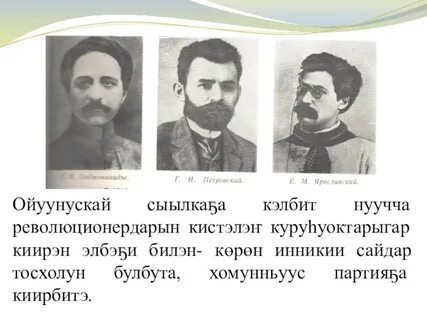 Г. К. Орджоникидзе.
Г. И. Петровский.
Е. М. Ярославский.
Ойуунускай сыылкаҕа кэлбит нуучча
революционердарын кистэлэҥ куруһуоктарыгар
киирэн элбэҕи билэн- көрөн инникии сайдар
тосхолун булбута, хомунньуус партияҕа
киирбитэ.